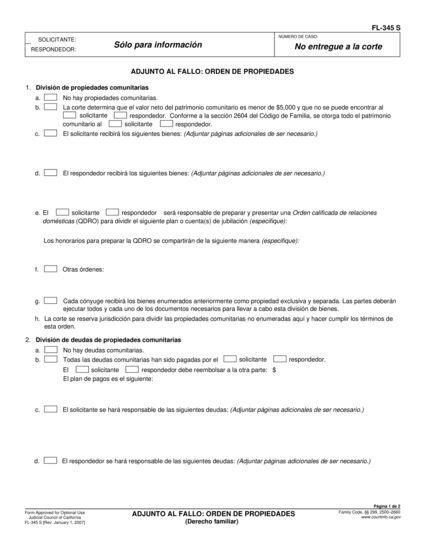 FL-345 S
SOLICITANTE:
RESPONDEDOR:
Sólo para información
NÚMERO DE CASO:
No entregue a la corte
ADJUNTO AL FALLO: ORDEN DE PROPIEDADES
1. División de propiedades comunitarias
a. No hay propiedades comunitarias.
b. La corte determina que el valor neto del patrimonio comunitario es menor de $5,000 y que no se puede encontrar al
solicitante respondedor. Conforme a la sección 2604 del Código de Familia, se otorga todo el patrimonio
comunitario al solicitante respondedor.
c. El solicitante recibirá los siguientes bienes: (Adjuntar páginas adicionales de ser necesario.)
d. El respondedor recibirá los siguientes bienes: (Adjuntar páginas adicionales de ser necesario.)
e. El solicitante respondedor será responsable de preparar y presentar una Orden calificada de relaciones
domésticas (QDRO) para dividir el siguiente plan o cuenta(s) de jubilación (especifique):
Los honorarios para preparar la QDRO se compartirán de la siguiente manera (especifique):
f. Otras órdenes:
g. Cada cónyuge recibirá los bienes enumerados anteriormente como propiedad exclusiva y separada. Las partes deberán
ejecutar todos y cada uno de los documentos necesarios para llevar a cabo esta división de bienes.
h. La corte se reserva jurisdicción para dividir las propiedades comunitarias no enumeradas aquí y hacer cumplir los términos de
esta orden.
2. División de deudas de propiedades comunitarias
a. No hay deudas comunitarias.
b. Todas las deudas comunitarias han sido pagadas por el solicitante respondedor.
El solicitante respondedor debe reembolsar a la otra parte: $
El plan de pagos es el siguiente:
c. El solicitante se hará responsable de las siguientes deudas: (Adjuntar páginas adicionales de ser necesario.)
d. El respondedor se hará responsable de las siguientes deudas: (Adjuntar páginas adicionales de ser necesario.)
Página 1 de 2
Form Approved for Optional Use
Judicial Council of California
FL-345 S [Rev. January 1, 2007]
ADJUNTO AL FALLO: ORDEN DE PROPIEDADES
(Derecho familiar)
Family Code, §§ 299, 2500–2660
www.courtinfo.ca.gov